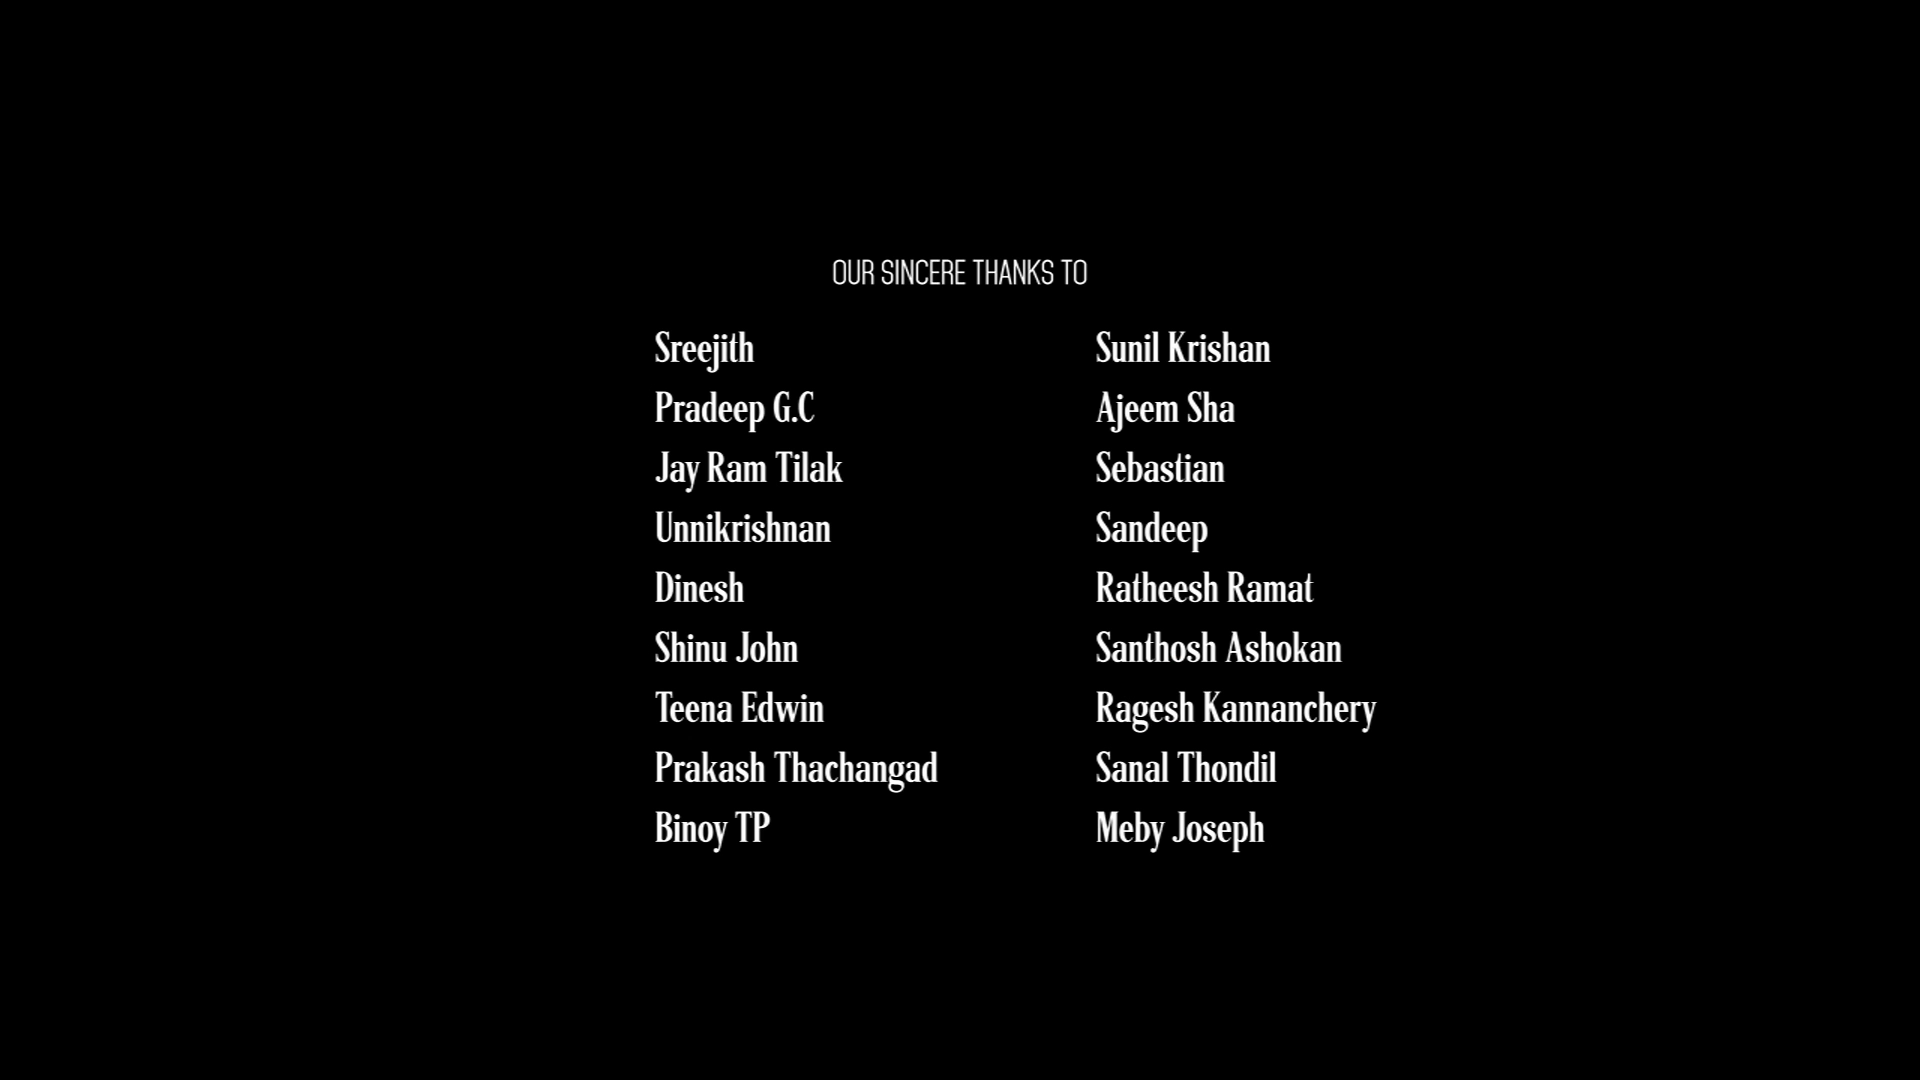 OUR SINCERE THANKS TO
Sreejith
Pradeep G.C
Jay Ram Tilak
Unnikrishnan
Dinesh
Shinu John
Teena Edwin
Prakash Thachangad
Binoy TP
Sunil Krishan
Ajeem Sha
Sebastian
Sandeep
Ratheesh Ramat
Santhosh Ashokan
Ragesh Kannanchery
Sanal Thondil
Meby Joseph